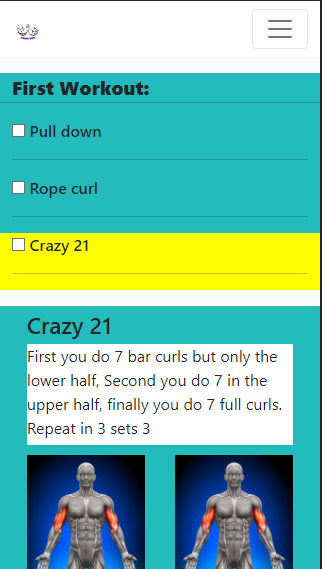 First Workout:
Pull down
Rope curl
Crazy 21
Crazy 21
First you do 7 bar curls but only the
lower half, Second you do 7 in the
upper half, finally you do 7 full curls.
Repeat in 3 sets 3